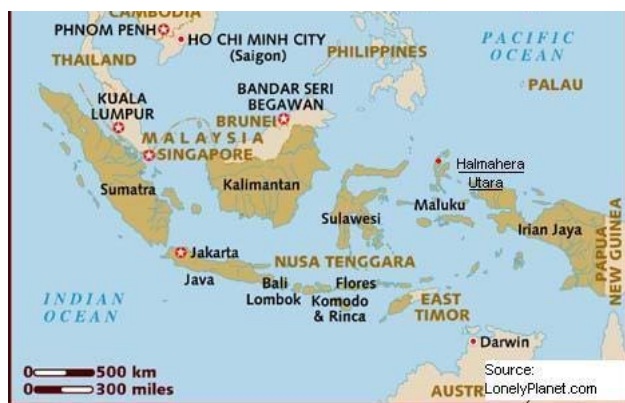 CAMBODIA
PHNOM PENH
HO CHI MINH CITY
(Saigon)
THAILAND
PHILIPPINES
PACIFIC
OCEAN
PALAU
KUALA
LUMPUR
BANDAR SERI
BEGAWAN
BRUNEI
MALAYSIA
SINGAPORE
Halmahera
Utara
Sumatra
Kalimantan
Sulawesi
Maluku
Irian Jaya
PAPUA
NEW GUINEA
Jakarta
Java
NUSA TENGGARA
Bali
Lombok
Flores
Komodo
& Rinca
EAST
TIMOR
INDIAN
OCEAN
Darwin
0 500 km
0 300 miles
AUSTR
Source:
LonelyPlanet.com